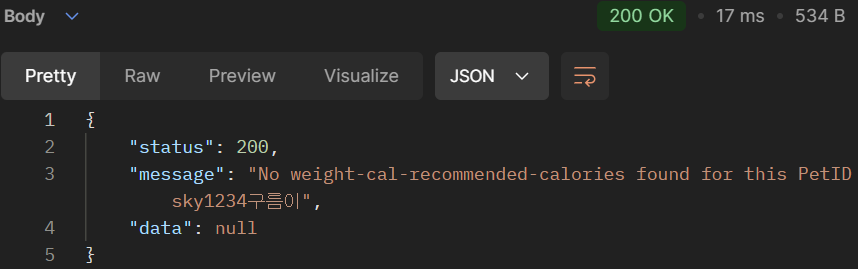 Body 200 OK • 17 ms • 534 B
Pretty Raw Preview Visualize JSON
1 {
2 "status": 200,
3 "message": "No weight-cal-recommended-calories found for this PetID
sky1234구름이",
4 "data": null
5 }